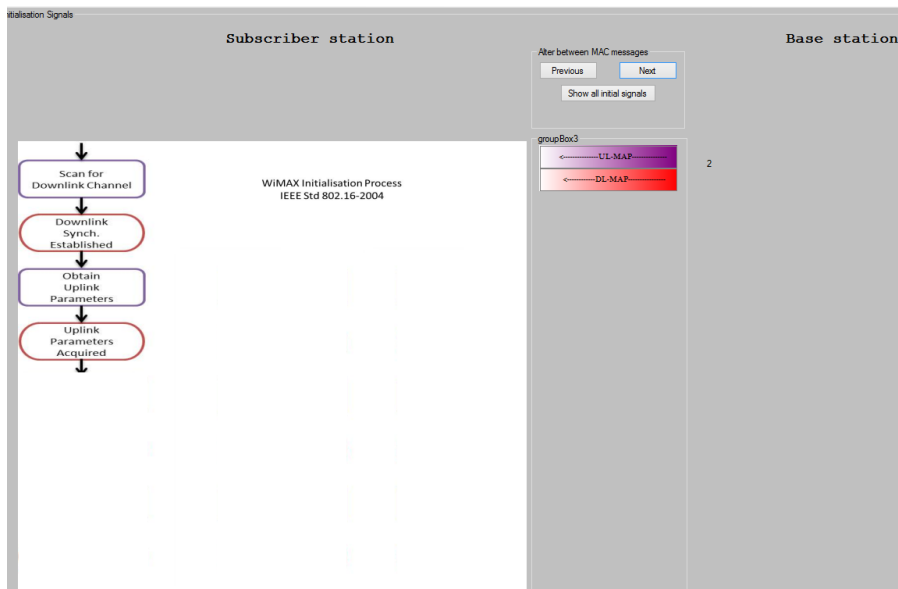 nitialisation Signals
Subscriber station
Base station
Alter between MAC messages
Previous
Next
Show all initial signals
groupBox3
<-----------UL-MAP-----------
<-----------DL-MAP-----------
2
Scan for
Downlink Channel
WiMAX Initialisation Process
IEEE Std 802.16-2004
Downlink
Synch.
Established
Obtain
Uplink
Parameters
Uplink
Parameters
Acquired